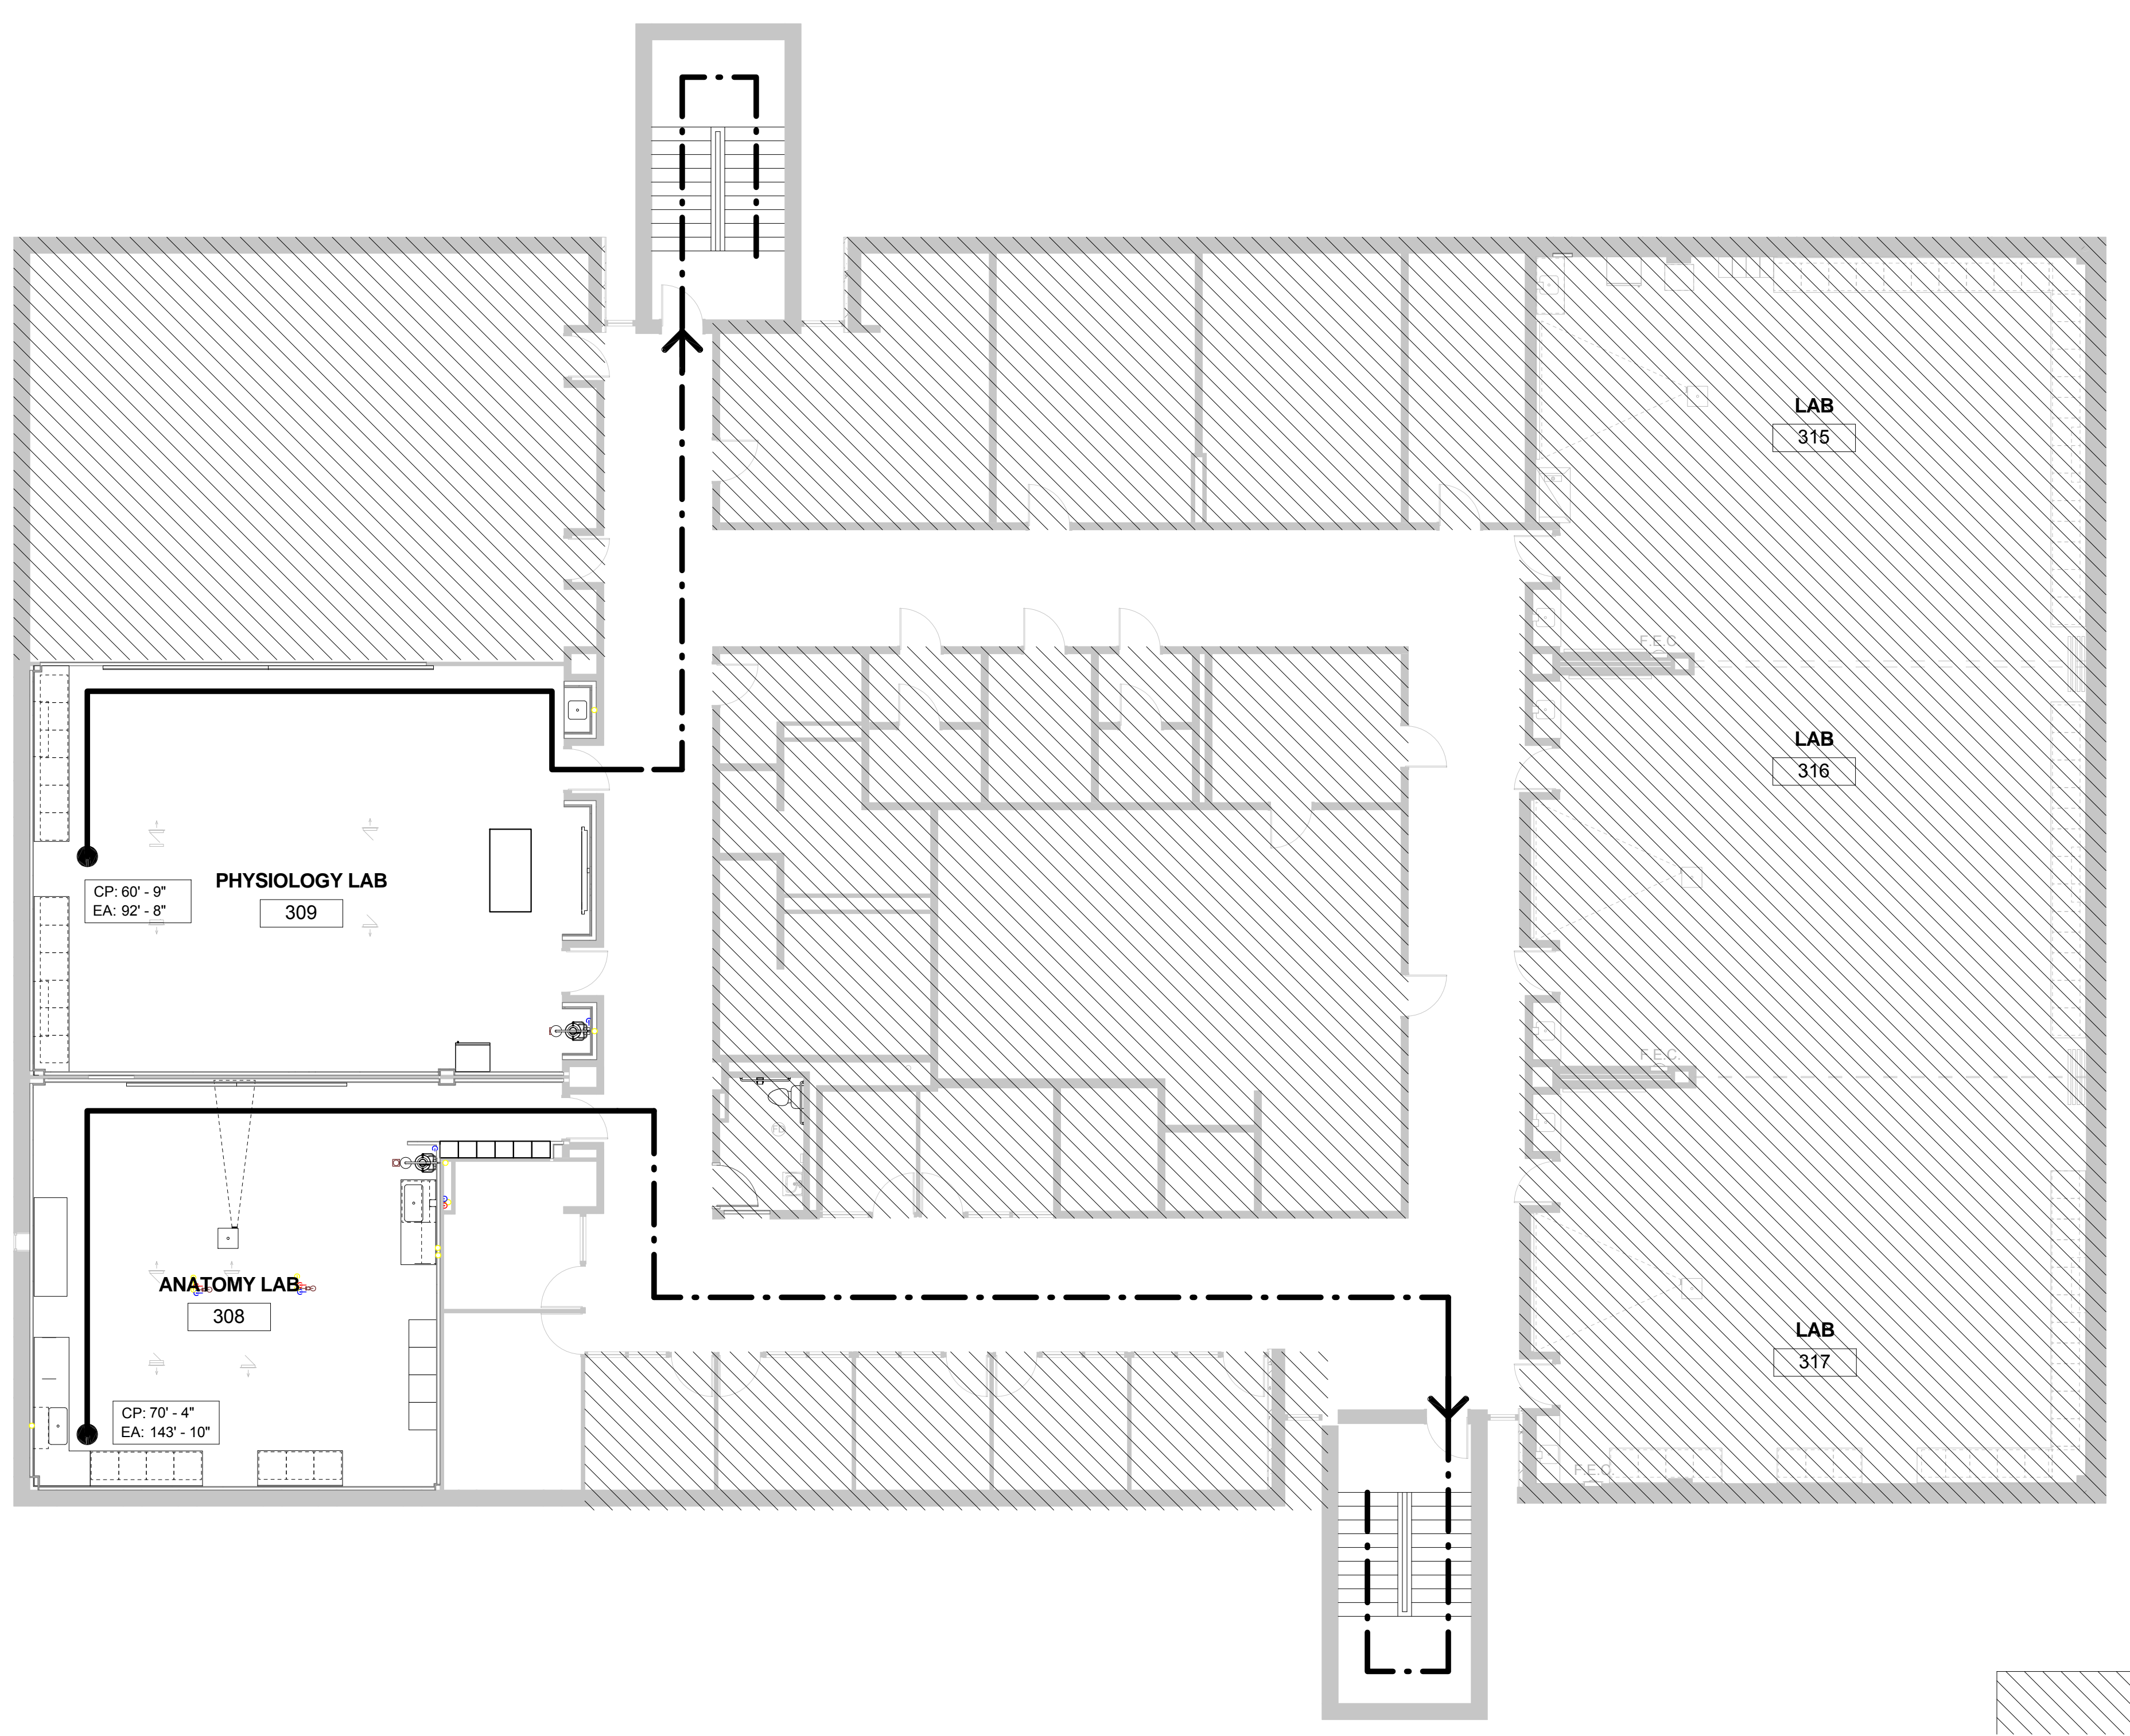 LAB
315
F.E.C.
LAB
316
PHYSIOLOGY LAB
309
CP: 60' - 9"
EA: 92' - 8"
F.E.C.
FD
ANATOMY LAB
308
LAB
317
CP: 70' - 4"
EA: 143' - 10"
F.E.C.